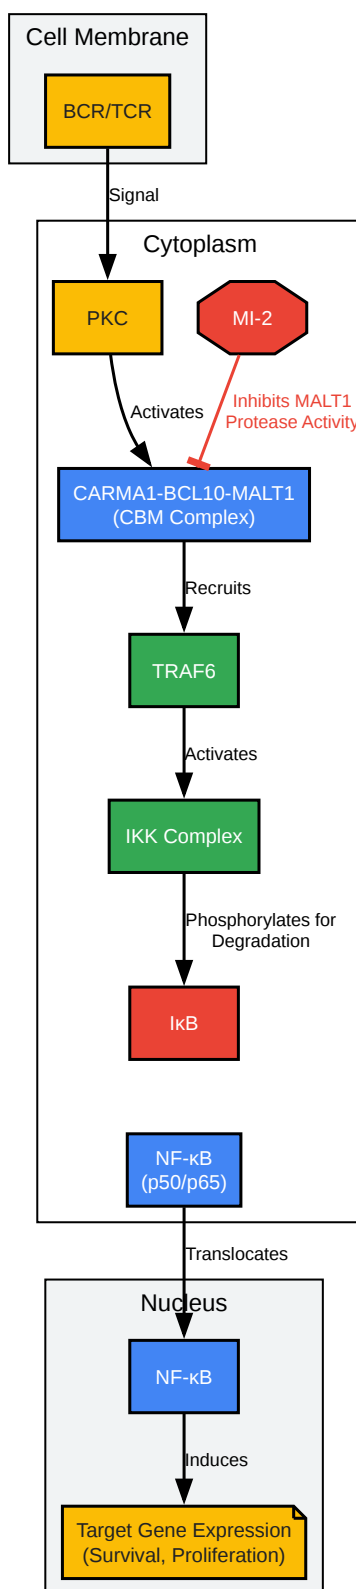 Cell Membrane
BCR/TCR
Signal
Cytoplasm
PKC
MI-2
Activates
Inhibits MALT1
Protease Activity
CARMA1-BCL10-MALT1
(CBM Complex)
Recruits
TRAF6
Activates
IKK Complex
Phosphorylates for
Degradation
IκB
NF-κB
(p50/p65)
Translocates
Nucleus
NF-κB
Induces
Target Gene Expression
(Survival, Proliferation)